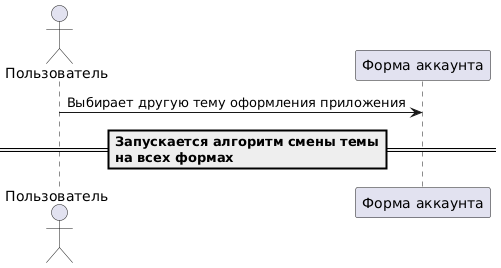 Пользователь
Форма аккаунта
Выбирает другую тему оформления приложения
Запускается алгоритм смены темы
на всех формах
Пользователь
Форма аккаунта